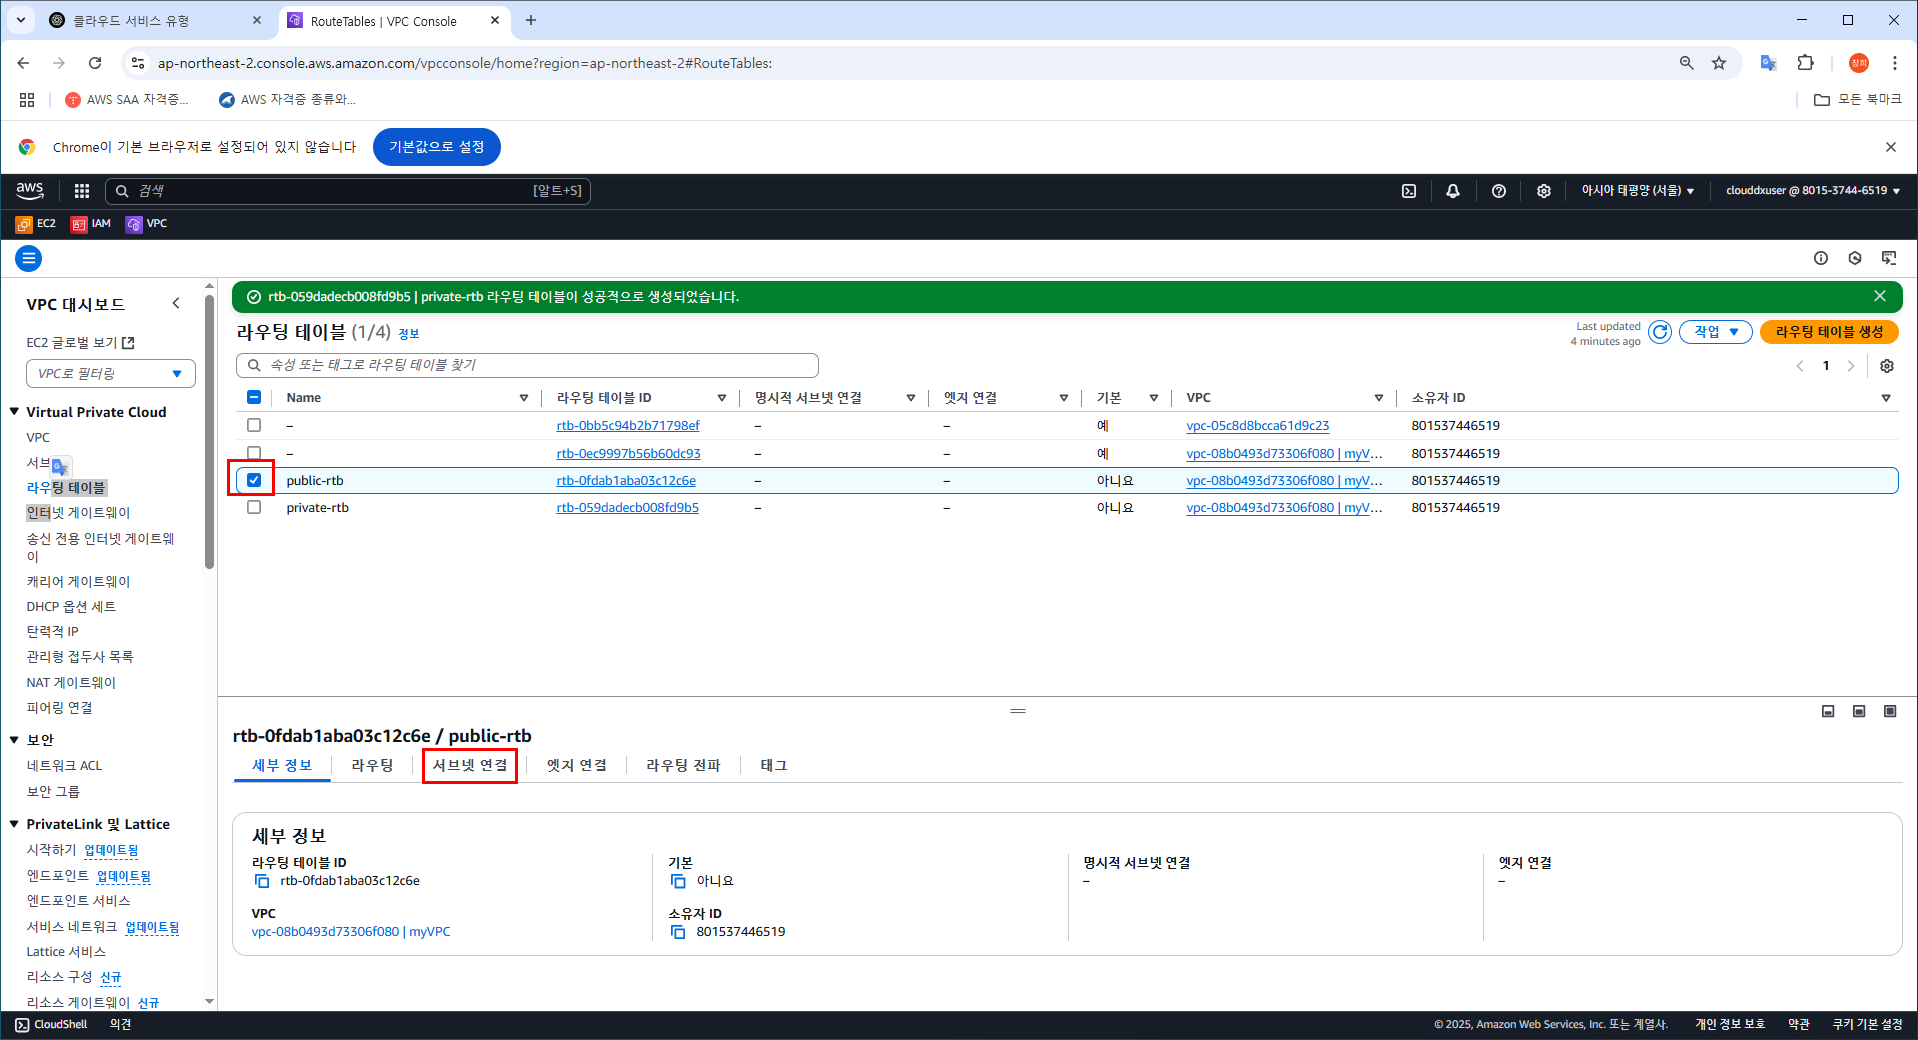 클라우드 서비스 유형
RouteTables | VPC Console
ap-northeast-2.console.aws.amazon.com/vpcconsole/home?region=ap-northeast-2#RouteTables:
창희
AWS SAA 자격증...
AWS 자격증 종류와...
모든 북마크
Chrome이 기본 브라우저로 설정되어 있지 않습니다
기본값으로 설정
aws
검색
[알트+S]
아시아 태평양 (서울)
clouddxuser @ 8015-3744-6519
EC2
IAM
VPC
VPC 대시보드
EC2 글로벌 보기
VPC로 필터링
Virtual Private Cloud
VPC
서브
라우팅 테이블
인터넷 게이트웨이
송신 전용 인터넷 게이트웨
이
캐리어 게이트웨이
DHCP 옵션 세트
탄력적 IP
관리형 접두사 목록
NAT 게이트웨이
피어링 연결
보안
네트워크 ACL
보안 그룹
PrivateLink 및 Lattice
시작하기 업데이트됨
엔드포인트 업데이트됨
엔드포인트 서비스
서비스 네트워크 업데이트됨
Lattice 서비스
리소스 구성 신규
리소스 게이트웨이 신규
rtb-059dadecb008fd9b5 | private-rtb 라우팅 테이블이 성공적으로 생성되었습니다.
라우팅 테이블 (1/4) 정보
Last updated
4 minutes ago
작업
라우팅 테이블 생성
속성 또는 태그로 라우팅 테이블 찾기
1
Name 라우팅 테이블 ID 명시적 서브넷 연결 엣지 연결 기본 VPC 소유자 ID
– rtb-0bb5c94b2b71798ef – – 예 vpc-05c8d8bcca61d9c23 801537446519
– rtb-0ec9997b56b60dc93 – – 예 vpc-08b0493d73306f080 | myV... 801537446519
public-rtb rtb-0fdab1aba03c12c6e – – 아니요 vpc-08b0493d73306f080 | myV... 801537446519
private-rtb rtb-059dadecb008fd9b5 – – 아니요 vpc-08b0493d73306f080 | myV... 801537446519
rtb-0fdab1aba03c12c6e / public-rtb
세부 정보 라우팅 서브넷 연결 엣지 연결 라우팅 전파 태그
세부 정보
라우팅 테이블 ID
rtb-0fdab1aba03c12c6e
기본
아니요
명시적 서브넷 연결
–
엣지 연결
–
VPC
vpc-08b0493d73306f080 | myVPC
소유자 ID
801537446519
CloudShell
의견
© 2025, Amazon Web Services, Inc. 또는 계열사.
개인 정보 보호
약관
쿠키 기본 설정